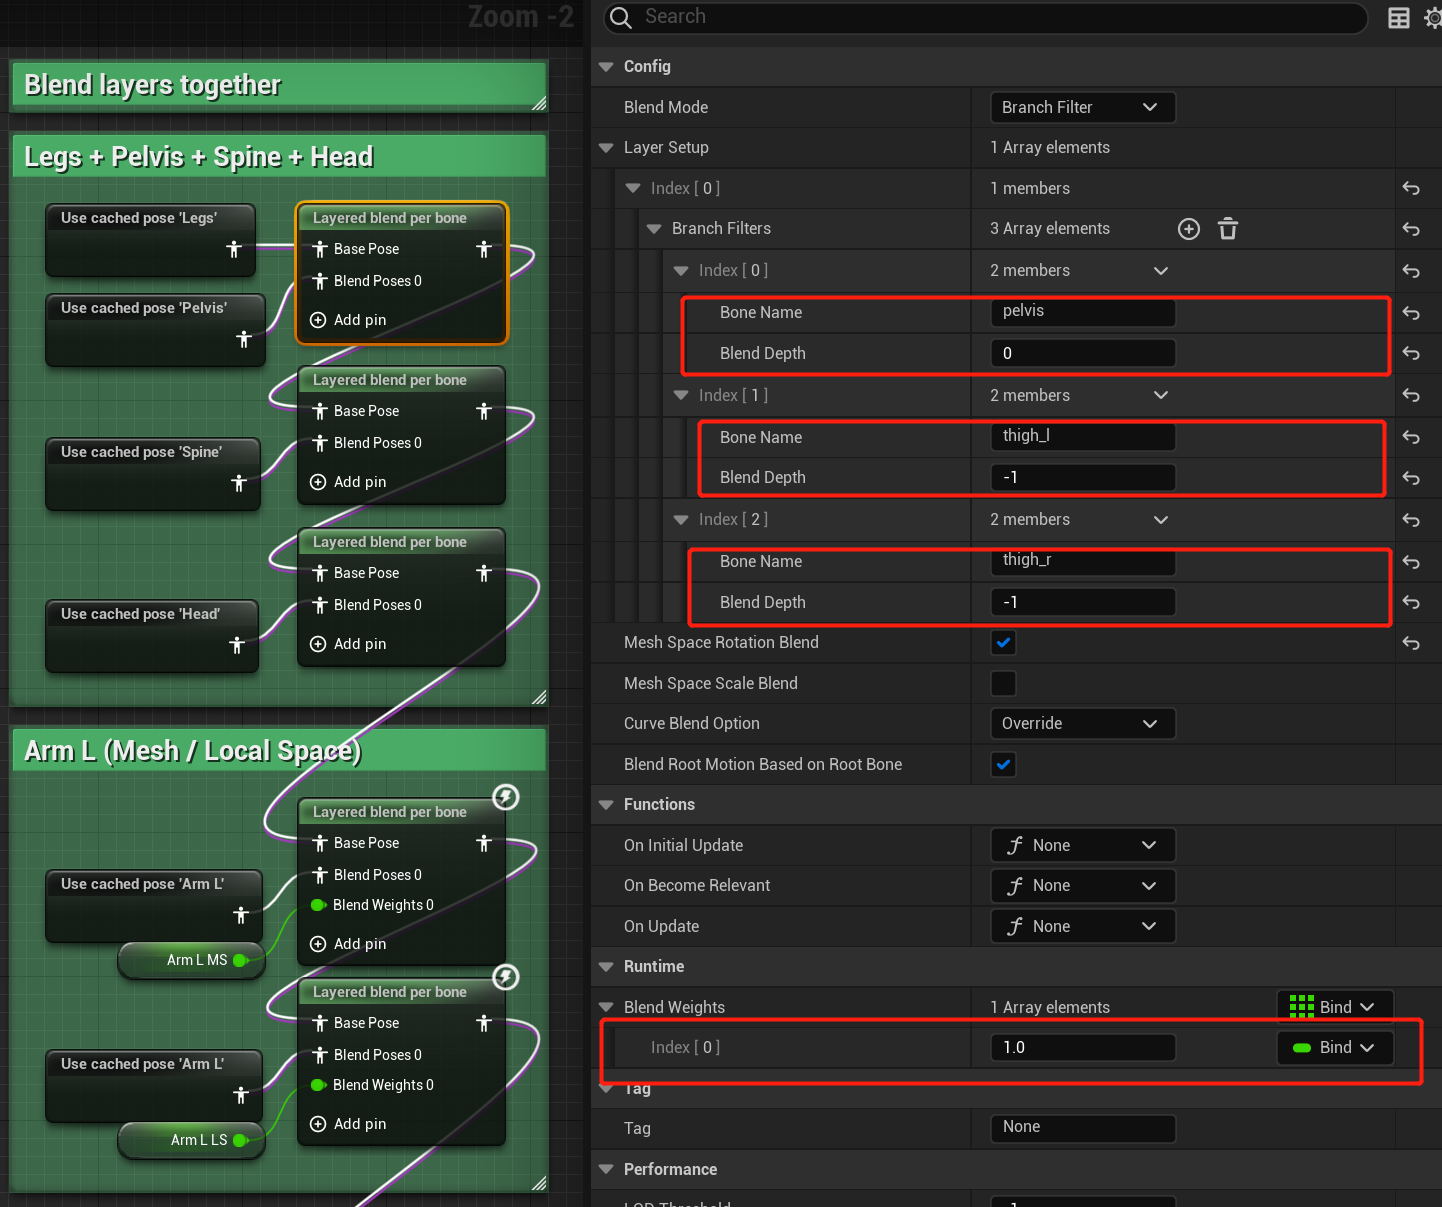 Zoom -2
Blend layers together
Legs + Pelvis + Spine + Head
Use cached pose 'Legs'
Layered blend per bone
Base Pose
Blend Poses 0
Add pin
Use cached pose 'Pelvis'
Layered blend per bone
Base Pose
Blend Poses 0
Add pin
Use cached pose 'Spine'
Layered blend per bone
Base Pose
Blend Poses 0
Add pin
Use cached pose 'Head'
Arm L (Mesh / Local Space)
Layered blend per bone
Base Pose
Blend Poses 0
Blend Weights 0
Add pin
Use cached pose 'Arm L'
Arm L MS
Layered blend per bone
Base Pose
Blend Poses 0
Blend Weights 0
Add pin
Use cached pose 'Arm L'
Arm L LS
Search
Config
Blend Mode Branch Filter
Layer Setup 1 Array elements
Index [ 0 ] 1 members
Branch Filters 3 Array elements
Index [ 0 ] 2 members
Bone Name pelvis
Blend Depth 0
Index [ 1 ] 2 members
Bone Name thigh_l
Blend Depth -1
Index [ 2 ] 2 members
Bone Name thigh_r
Blend Depth -1
Mesh Space Rotation Blend
Mesh Space Scale Blend
Curve Blend Option Override
Blend Root Motion Based on Root Bone
Functions
On Initial Update None
On Become Relevant None
On Update None
Runtime
Blend Weights 1 Array elements Bind
Index [ 0 ] 1.0 Bind
Tag
Tag None
Performance
LOD Threshold -1